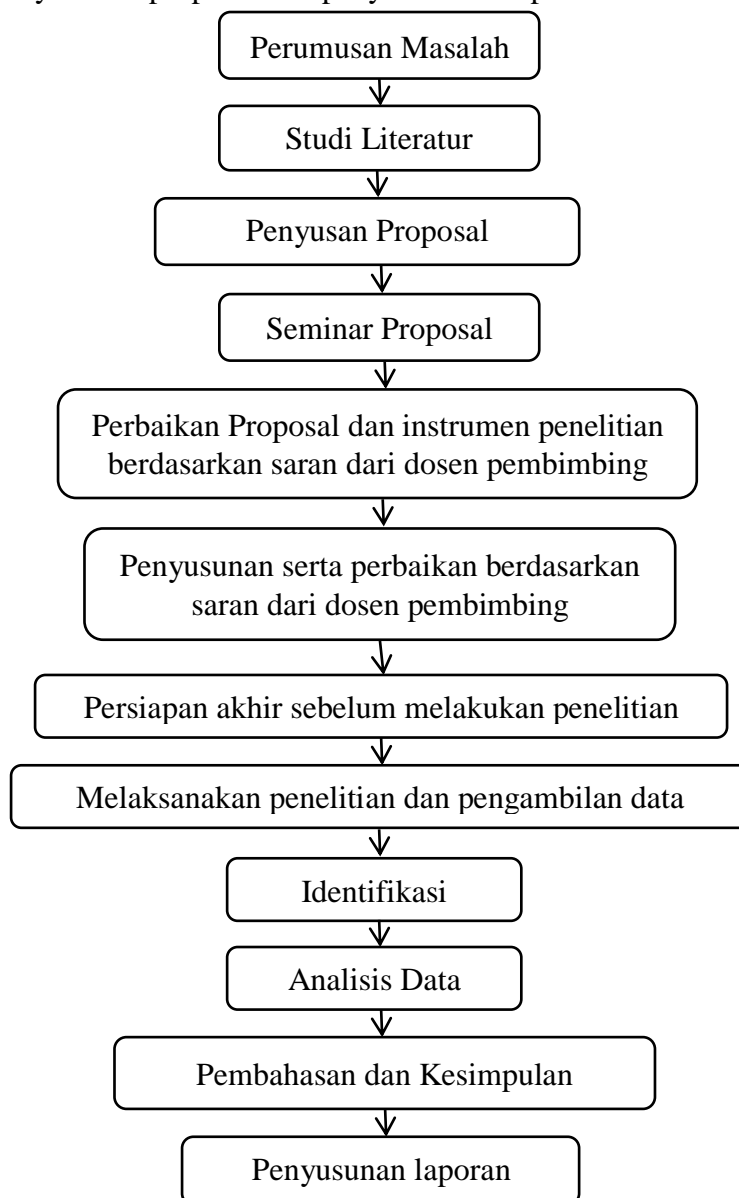 Perumusan Masalah
Studi Literatur
Penyusan Proposal
Seminar Proposal
Perbaikan Proposal dan instrumen penelitian
berdasarkan saran dari dosen pembimbing
Penyusunan serta perbaikan berdasarkan
saran dari dosen pembimbing
Persiapan akhir sebelum melakukan penelitian
Melaksanakan penelitian dan pengambilan data
Identifikasi
Analisis Data
Pembahasan dan Kesimpulan
Penyusunan laporan